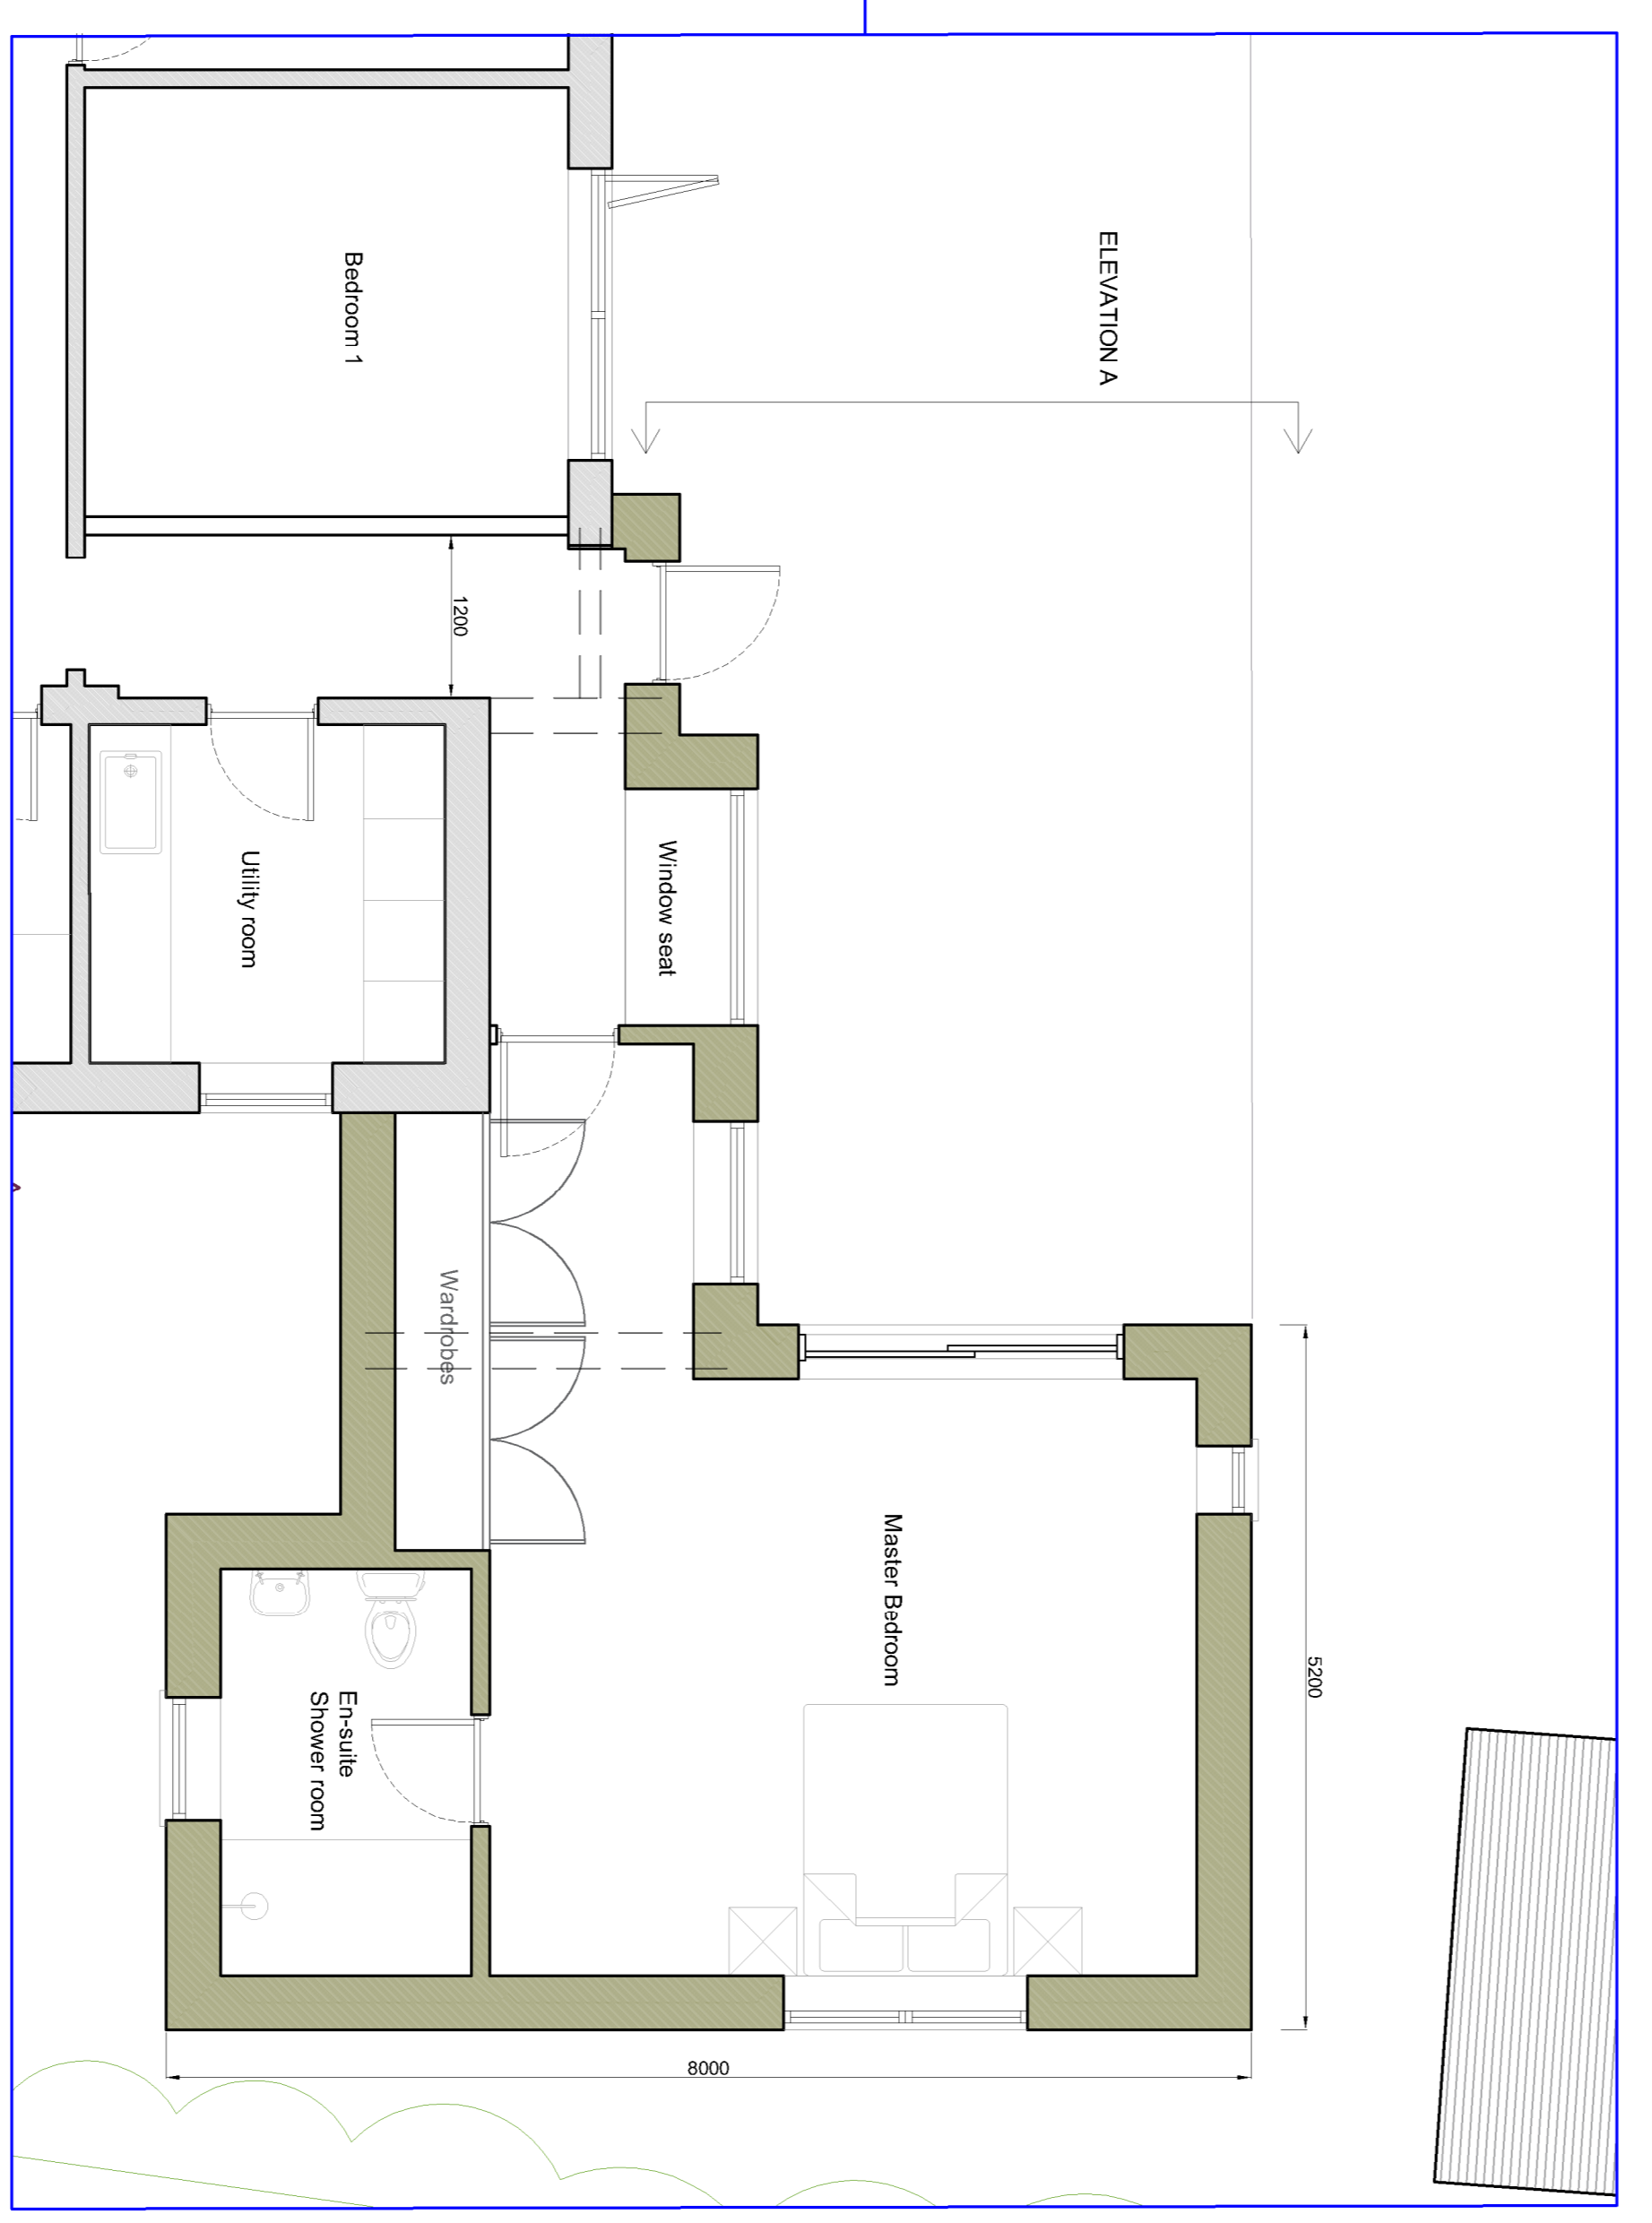 ELEVATION A
Bedroom 1
1200
Utility room
Window seat
Wardrobes
Master Bedroom
5200
En-suite
Shower room
8000